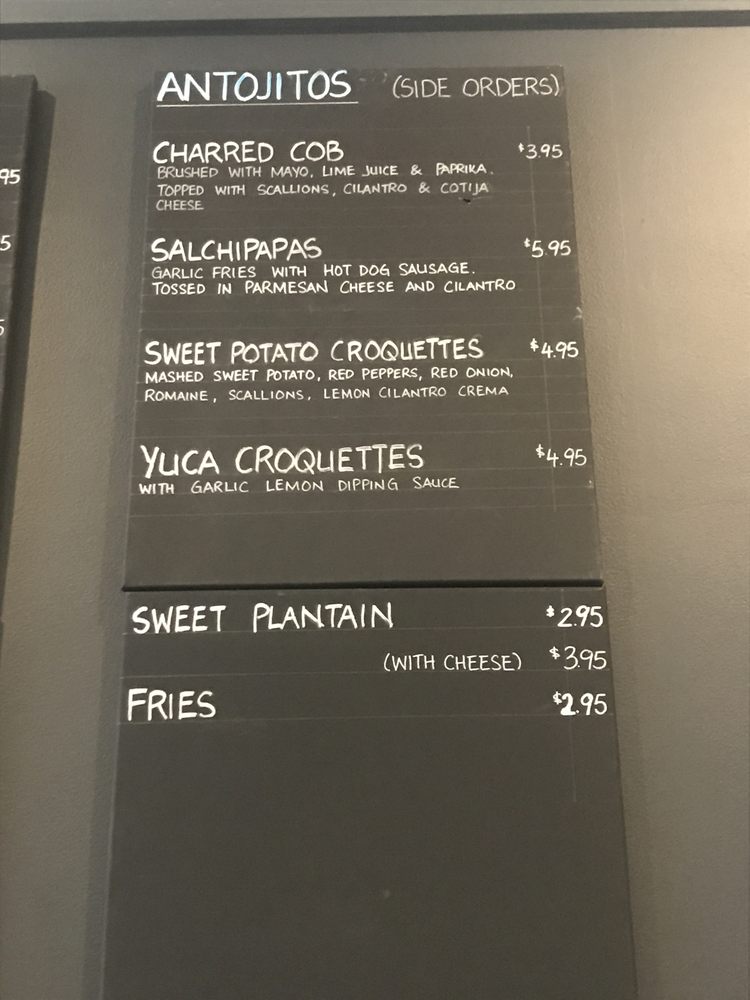 ANTOJITOS (SIDE ORDERS)
CHARRED COB $3.95
BRUSHED WITH MAYO, LIME JUICE & PAPRIKA.
TOPPED WITH SCALLIONS, CILANTRO & COTIJA
CHEESE
SALCHIPAPAS $5.95
GARLIC FRIES WITH HOT DOG SAUSAGE.
TOSSED IN PARMESAN CHEESE AND CILANTRO
SWEET POTATO CROQUETTES $4.95
MASHED SWEET POTATO, RED PEPPERS, RED ONION,
ROMAINE, SCALLIONS, LEMON CILANTRO CREMA
YUCA CROQUETTES $4.95
WITH GARLIC LEMON DIPPING SAUCE
SWEET PLANTAIN $2.95
(WITH CHEESE) $3.95
FRIES $2.95
95
5